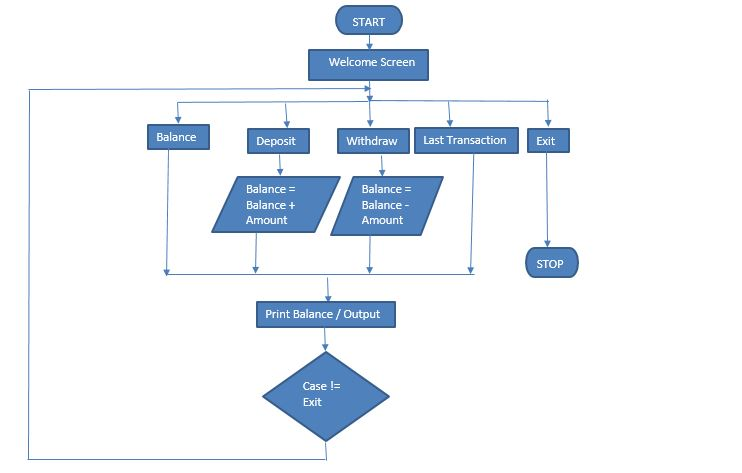 START
Welcome Screen
Balance
Deposit
Withdraw
Last Transaction
Exit
Balance =
Balance +
Amount
Balance =
Balance -
Amount
STOP
Print Balance / Output
Case !=
Exit